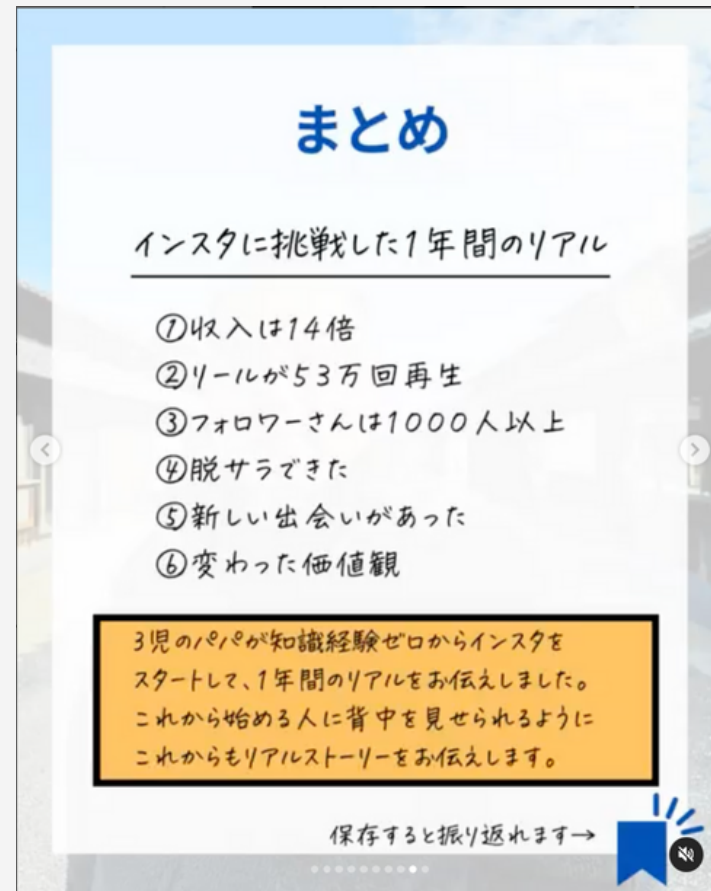 まとめ
インスタに挑戦した1年間のリアル
①収入は14倍
②リールが53万回再生
③フォロワーさんは1000人以上
④脱サラできた
⑤新しい出会いがあった
⑥変わった価値観
3児のパパが知識経験ゼロからインスタを
スタートして、1年間のリアルをお伝えしました。
これから始める人に背中を見せられるように
これからもリアルストーリーをお伝えします。
保存すると振り返れます→